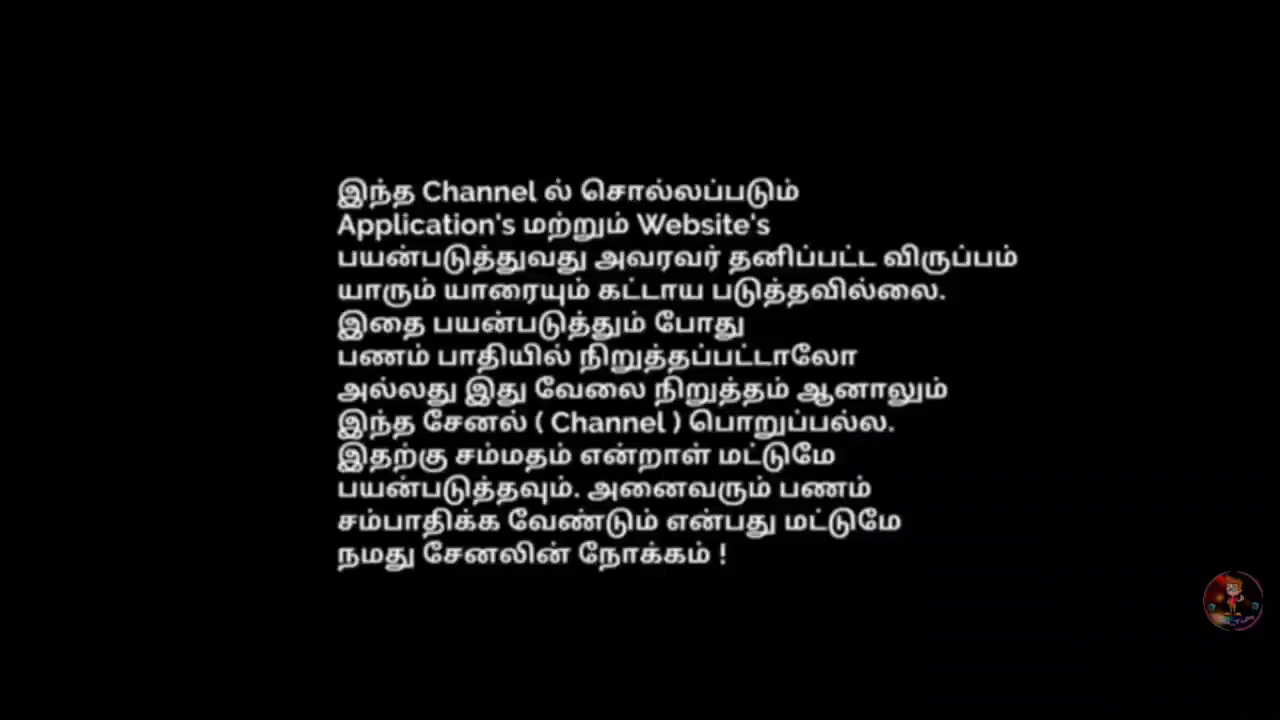 இந்த Channel ல் சொல்லப்படும்
Application's மற்றும் Website's
பயன்படுத்துவது அவரவர் தனிப்பட்ட விருப்பம்
யாரும் யாரையும் கட்டாய படுத்தவில்லை.
இதை பயன்படுத்தும் போது
பணம் பாதியில் நிறுத்தப்பட்டாலோ
அல்லது இது வேலை நிறுத்தம் ஆனாலும்
இந்த சேனல் ( Channel ) பொறுப்பல்ல.
இதற்கு சம்மதம் என்றாள் மட்டுமே
பயன்படுத்தவும். அனைவரும் பணம்
சம்பாதிக்க வேண்டும் என்பது மட்டுமே
நமது சேனலின் நோக்கம் !